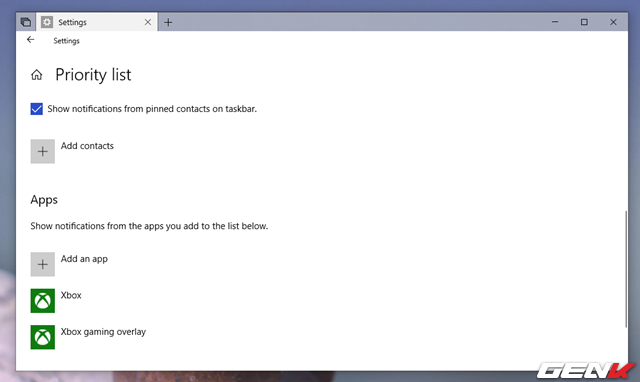 Settings
Settings
Priority list
Show notifications from pinned contacts on taskbar.
Add contacts
Apps
Show notifications from the apps you add to the list below.
Add an app
Xbox
Xbox gaming overlay
GENK